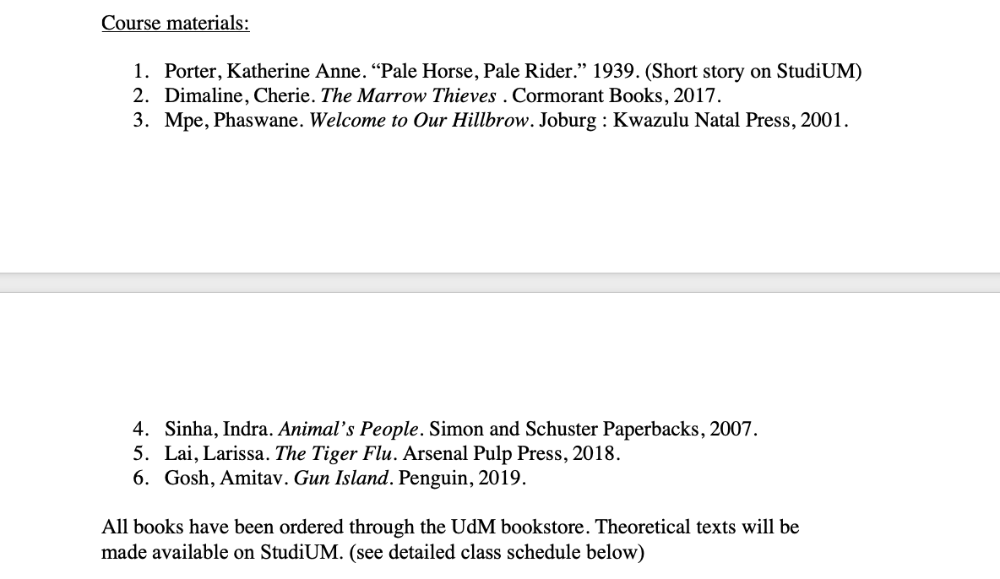 Course materials:
1. Porter, Katherine Anne. “Pale Horse, Pale Rider.” 1939. (Short story on StudiUM)
2. Dimaline, Cherie. The Marrow Thieves . Cormorant Books, 2017.
3. Mpe, Phaswane. Welcome to Our Hillbrow. Joburg : Kwazulu Natal Press, 2001.
4. Sinha, Indra. Animal’s People. Simon and Schuster Paperbacks, 2007.
5. Lai, Larissa. The Tiger Flu. Arsenal Pulp Press, 2018.
6. Gosh, Amitav. Gun Island. Penguin, 2019.
All books have been ordered through the UdM bookstore. Theoretical texts will be
made available on StudiUM. (see detailed class schedule below)